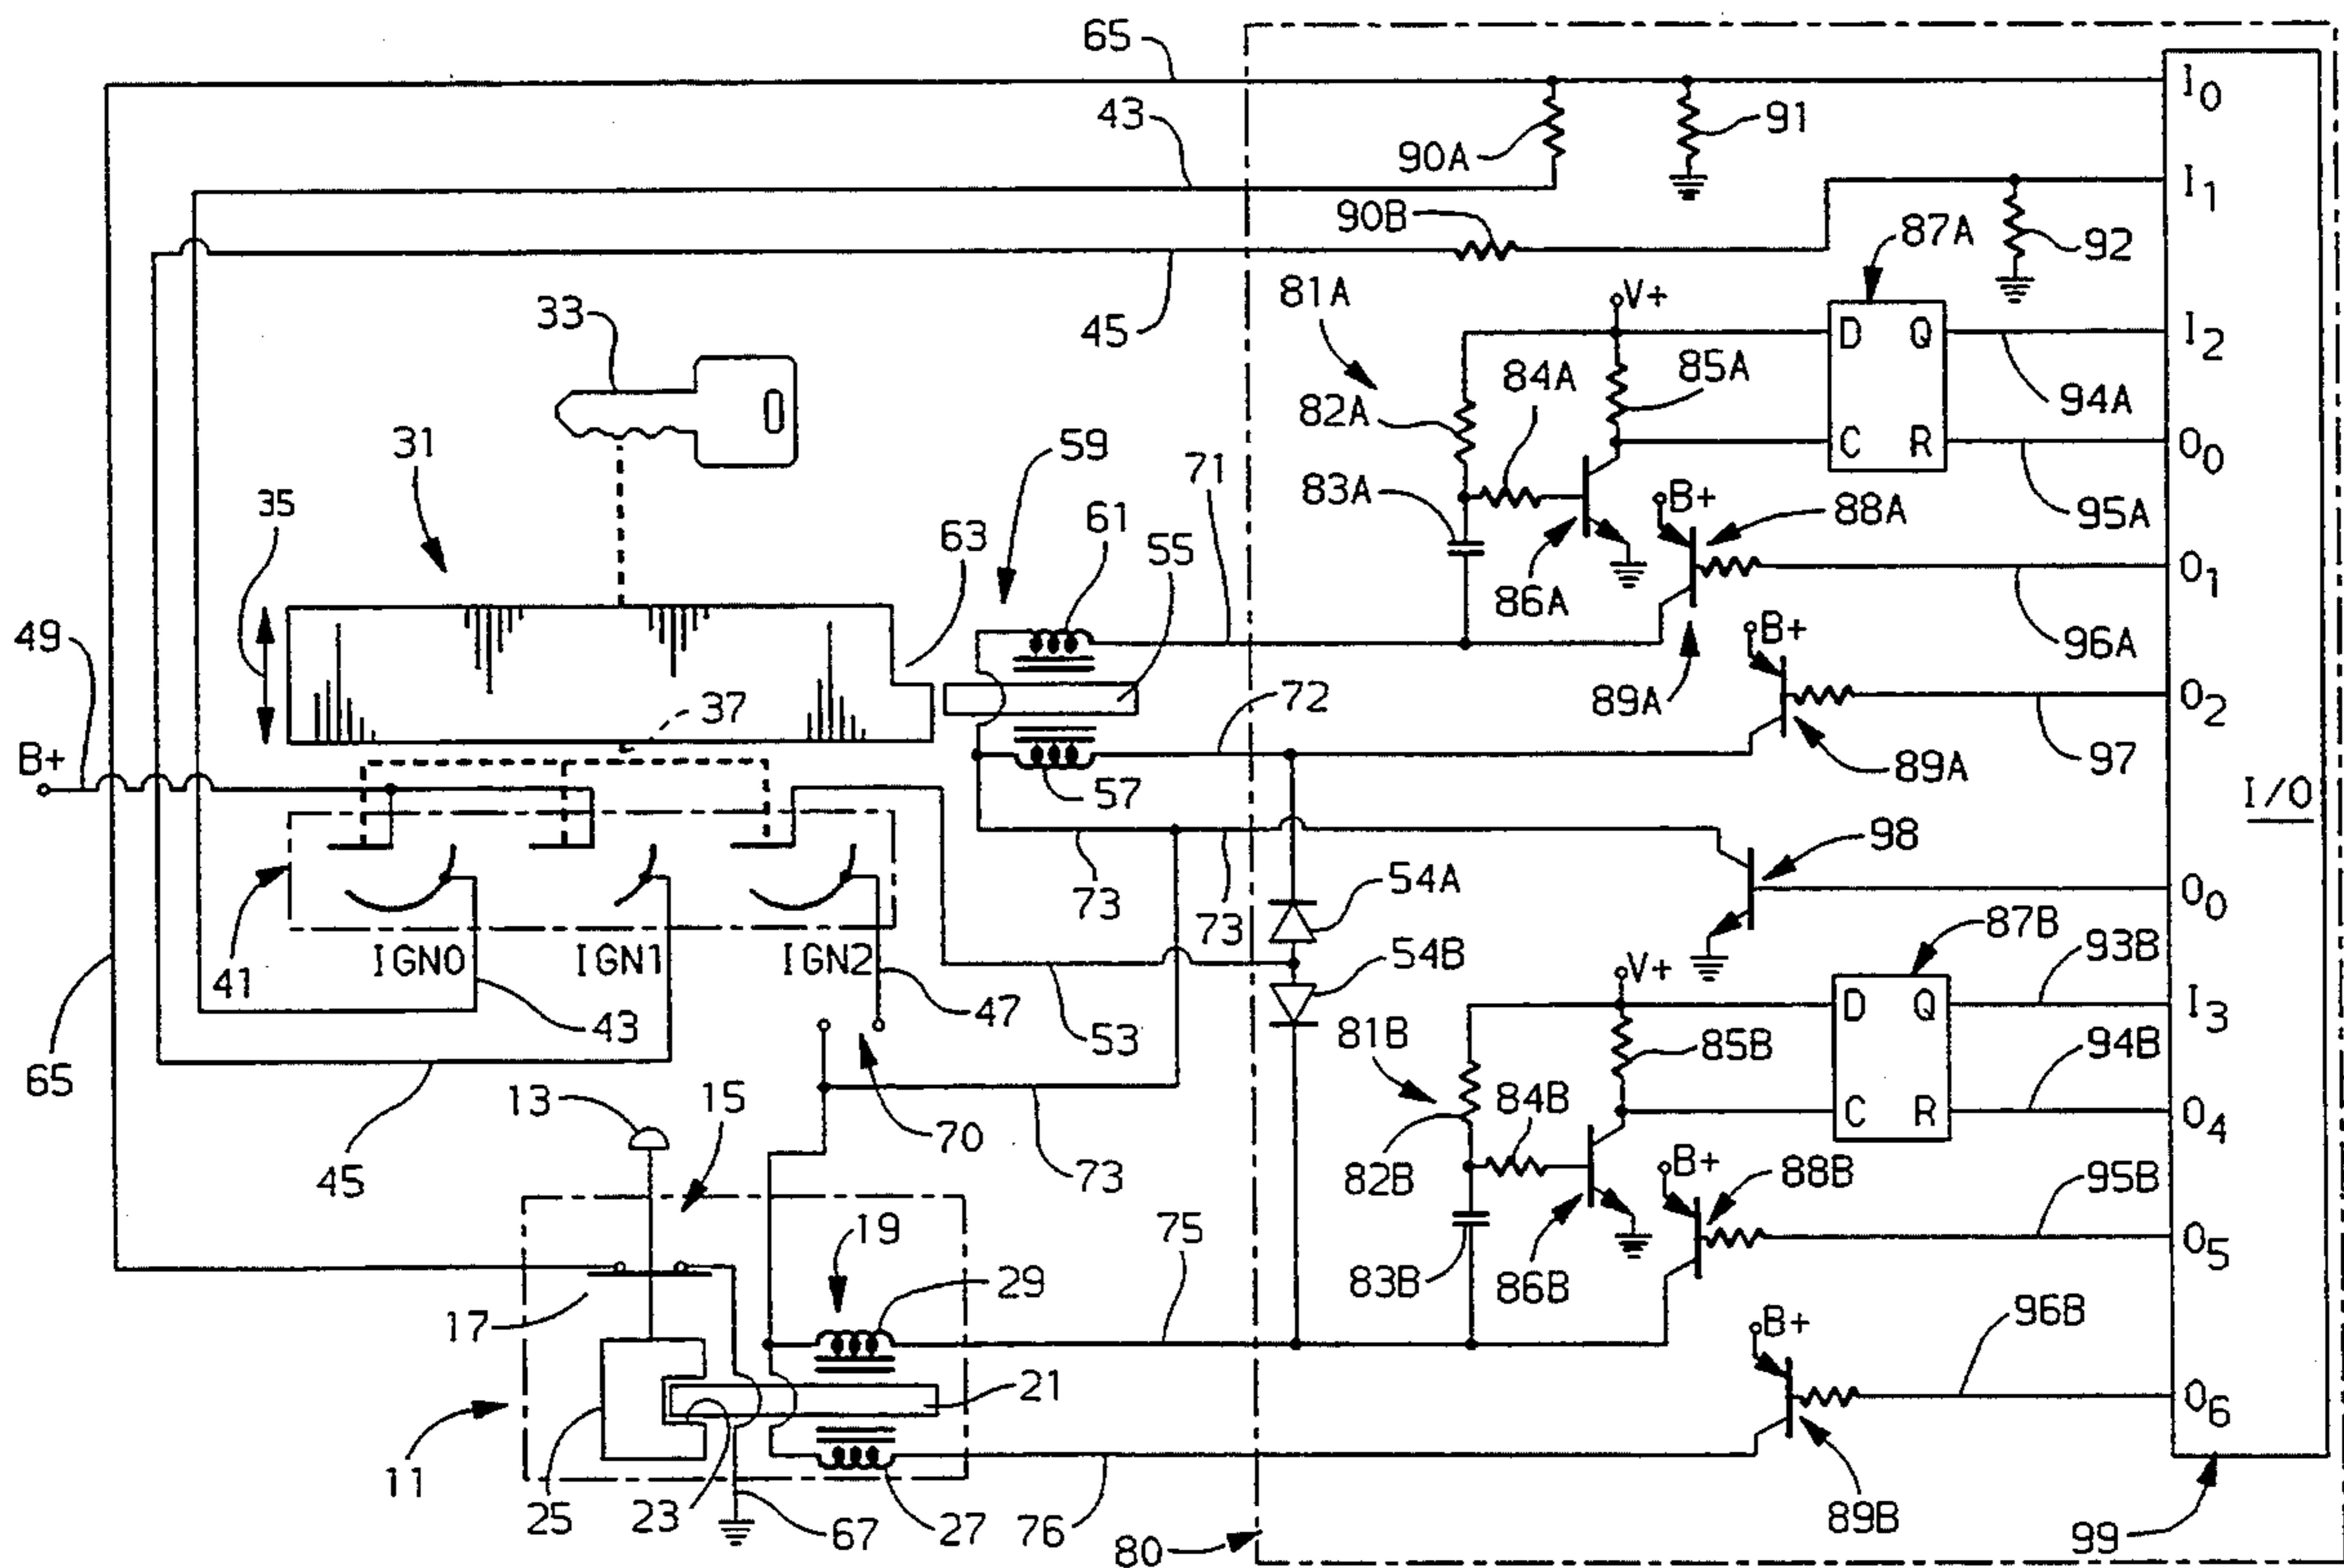 65
I0
43
91
90A
I1
90B
87A
92
81A
V+
33
45
D Q
I2
84A
85A
82A
94A
31
59
C R
O0
71
83A
B+
35
61
88A
95A
63
55
O1
86A
49
B+
96A
89A
O2
37
72
B+
89A
97
57
I/O
98
73
73
54A
O0
87B
41
IGN0
IGN1
IGN2
54B
V+
93B
43
47
53
D Q
I3
65
81B
85B
94B
13
15
84B
C R
O4
45
70
73
82B
B+
88B
19
75
95B
29
O5
17
83B
86B
B+
96B
21
O6
11
25
23
67
27
76
89B
80
99